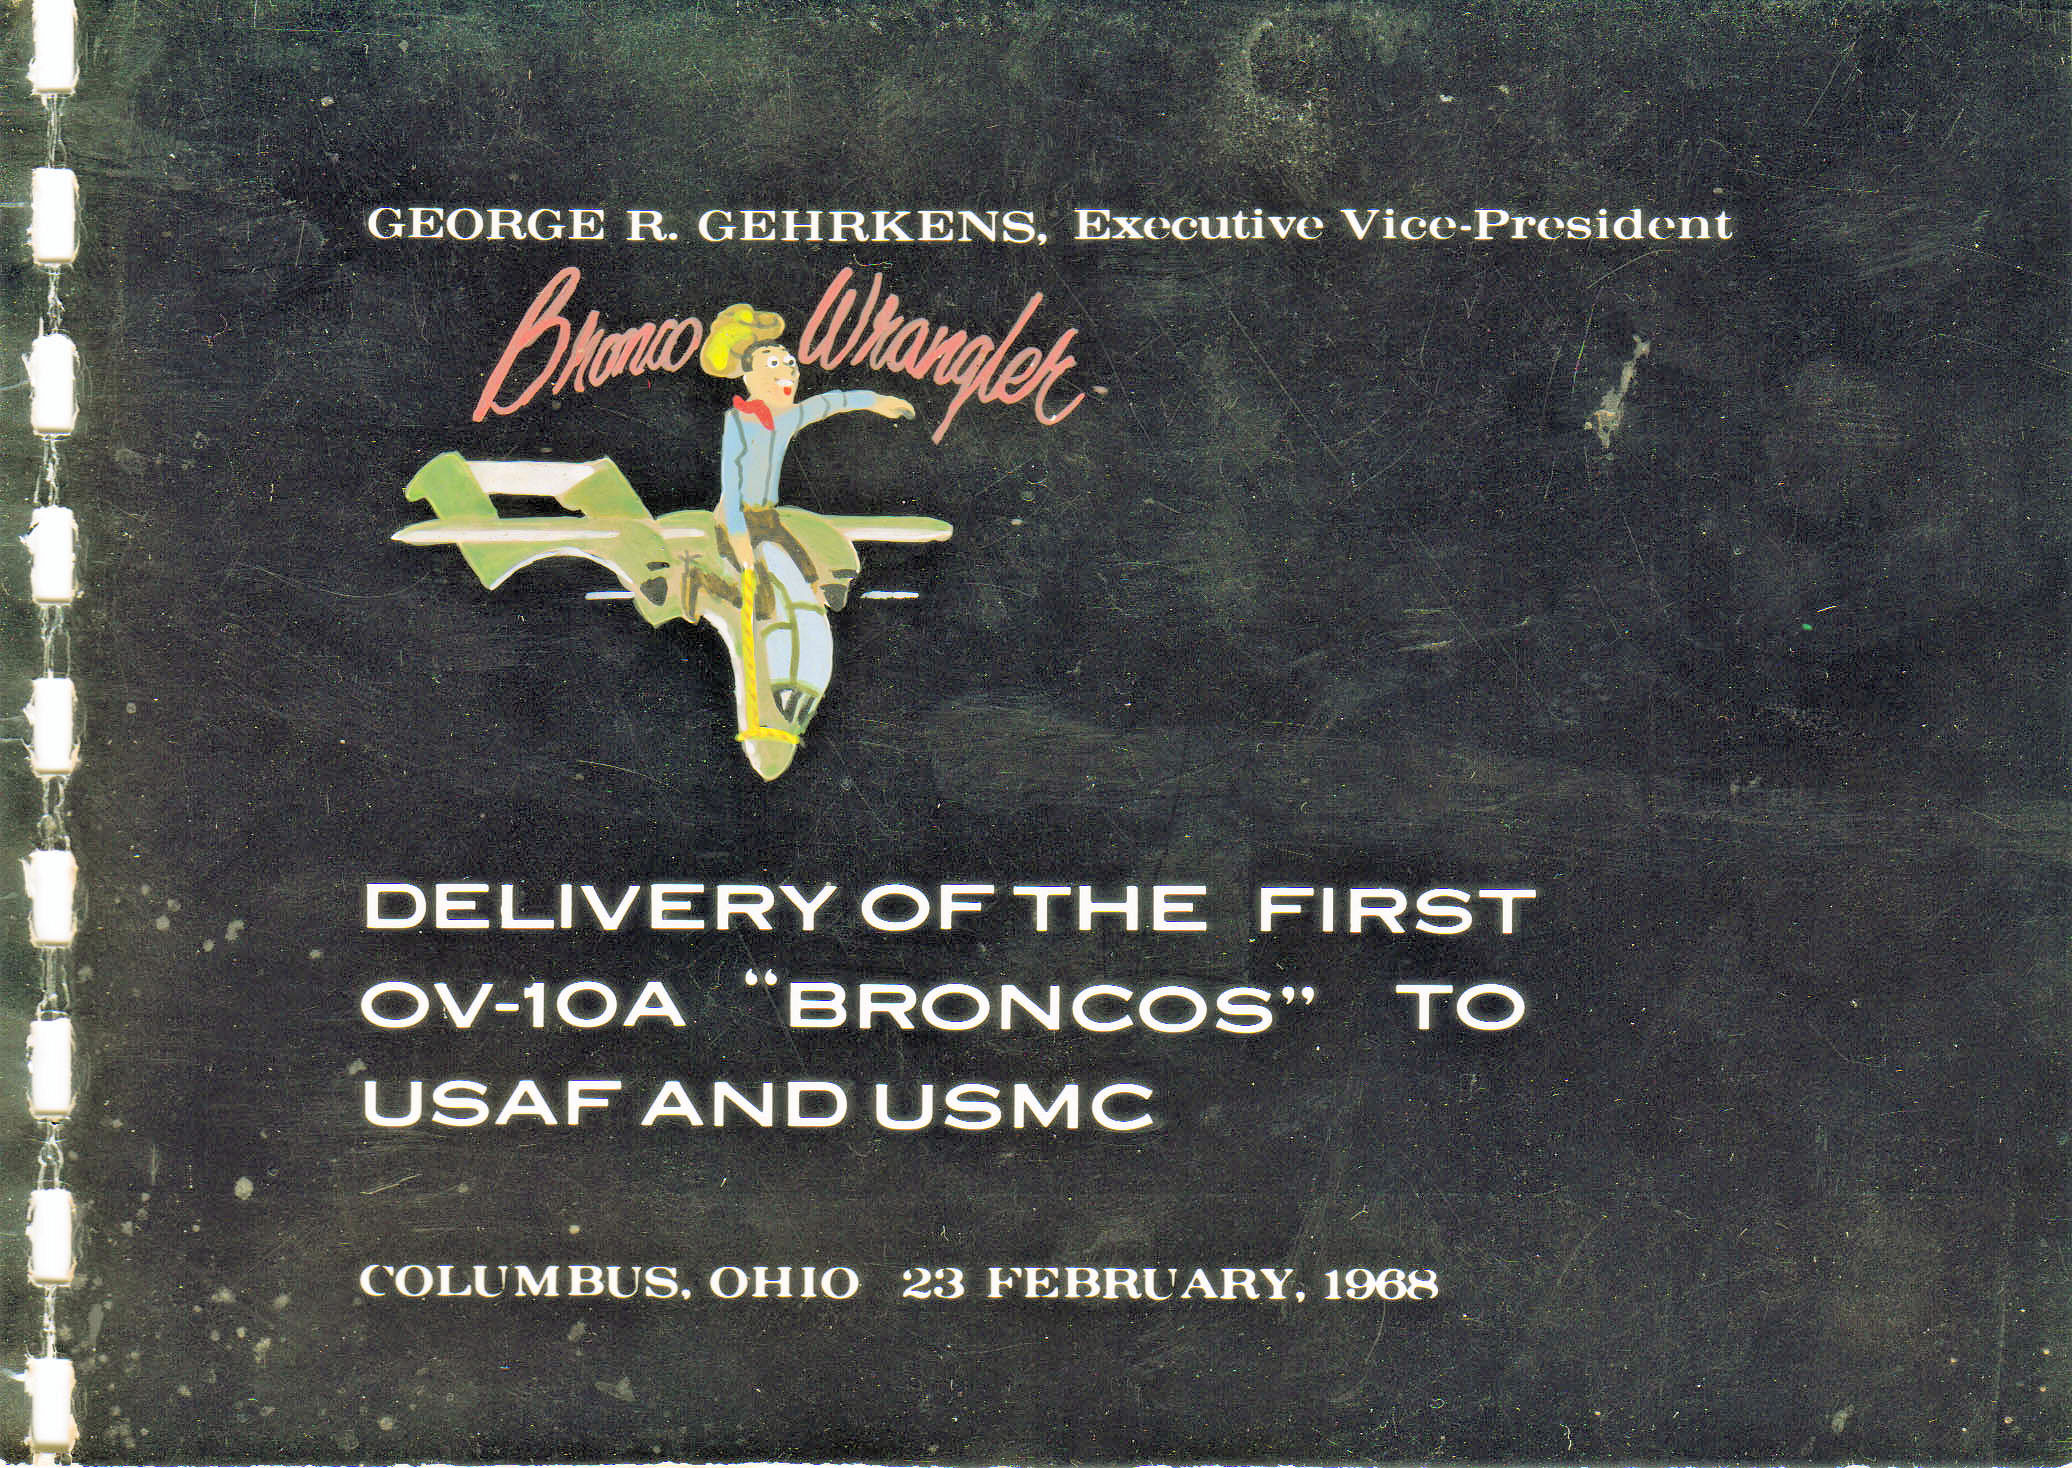 GEORGE R. GEHRKENS, Executive Vice-President
Bronco Wrangler
DELIVERY OF THE FIRST
OV-10A "BRONCOS" TO
USAF AND USMC
COLUMBUS, OHIO 23 FEBRUARY, 1968